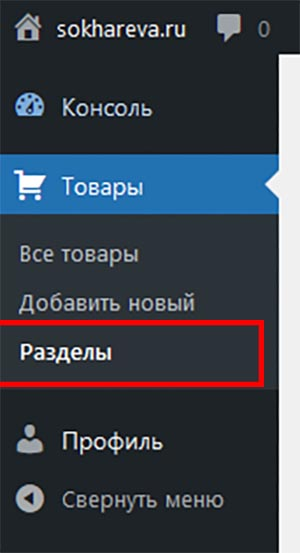 sokhareva.ru 0
Консоль
Товары
Все товары
Добавить новый
Разделы
Профиль
Свернуть меню